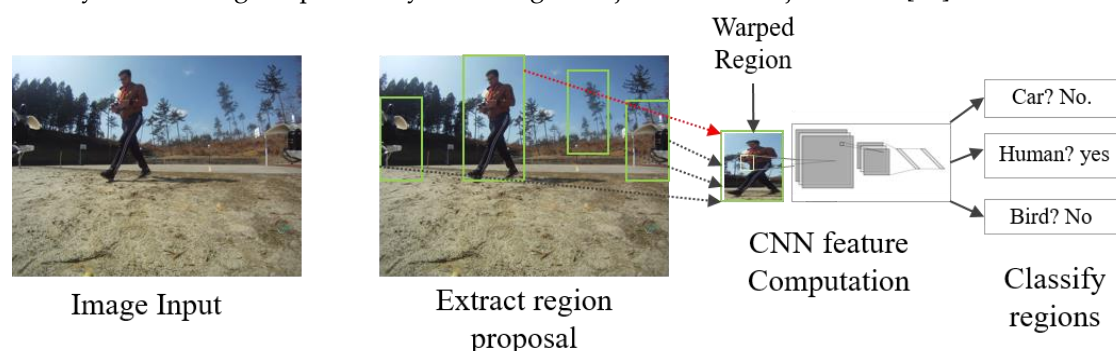 Warped
Region
Car? No.
Human? yes
Bird? No
CNN feature
Computation
Classify
regions
Image Input
Extract region
proposal